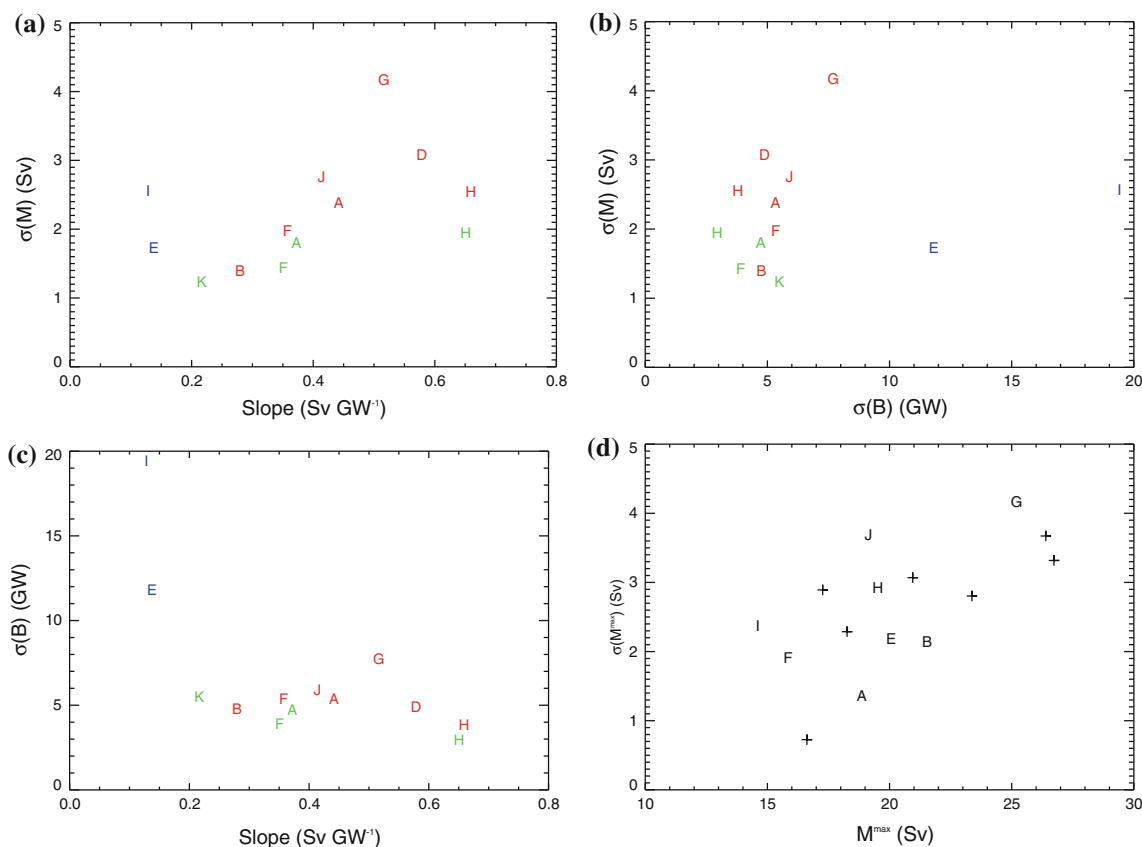 (a)
5
4
3
2
1
0
σ(M) (Sv)
G
D
J
I
H
A
F
H
A
E
F
B
K
0.0 0.2 0.4 0.6 0.8
Slope (Sv GW⁻¹)
(b)
5
4
3
2
1
0
σ(M) (Sv)
G
D
J
H
I
A
H
F
A
E
F
B
K
0 5 10 15 20
σ(B) (GW)
(c)
20
15
10
5
0
σ(B) (GW)
I
E
G
K
F
J
A
B
A
D
F
H
H
0.0 0.2 0.4 0.6 0.8
Slope (Sv GW⁻¹)
(d)
5
4
3
2
1
0
σ(Mᵐᵃˣ) (Sv)
G
J
H
I
E
B
F
A
10 15 20 25 30
Mᵐᵃˣ (Sv)